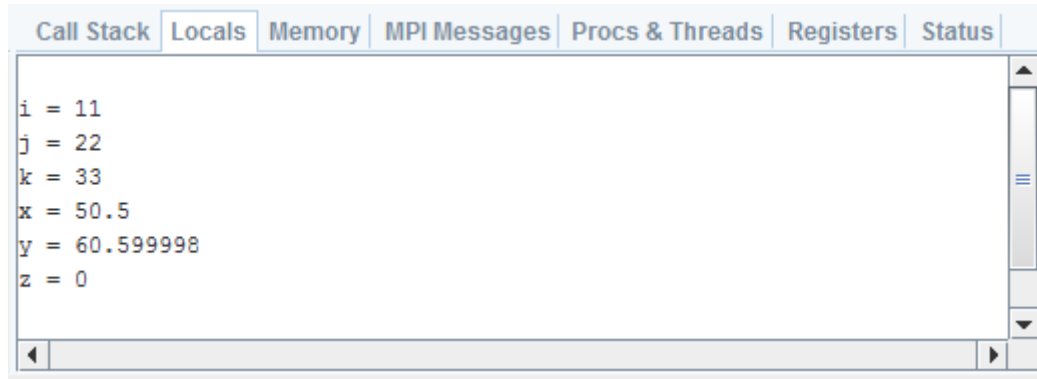 Call Stack Locals Memory MPI Messages Procs & Threads Registers Status
i = 11
j = 22
k = 33
x = 50.5
y = 60.599998
z = 0